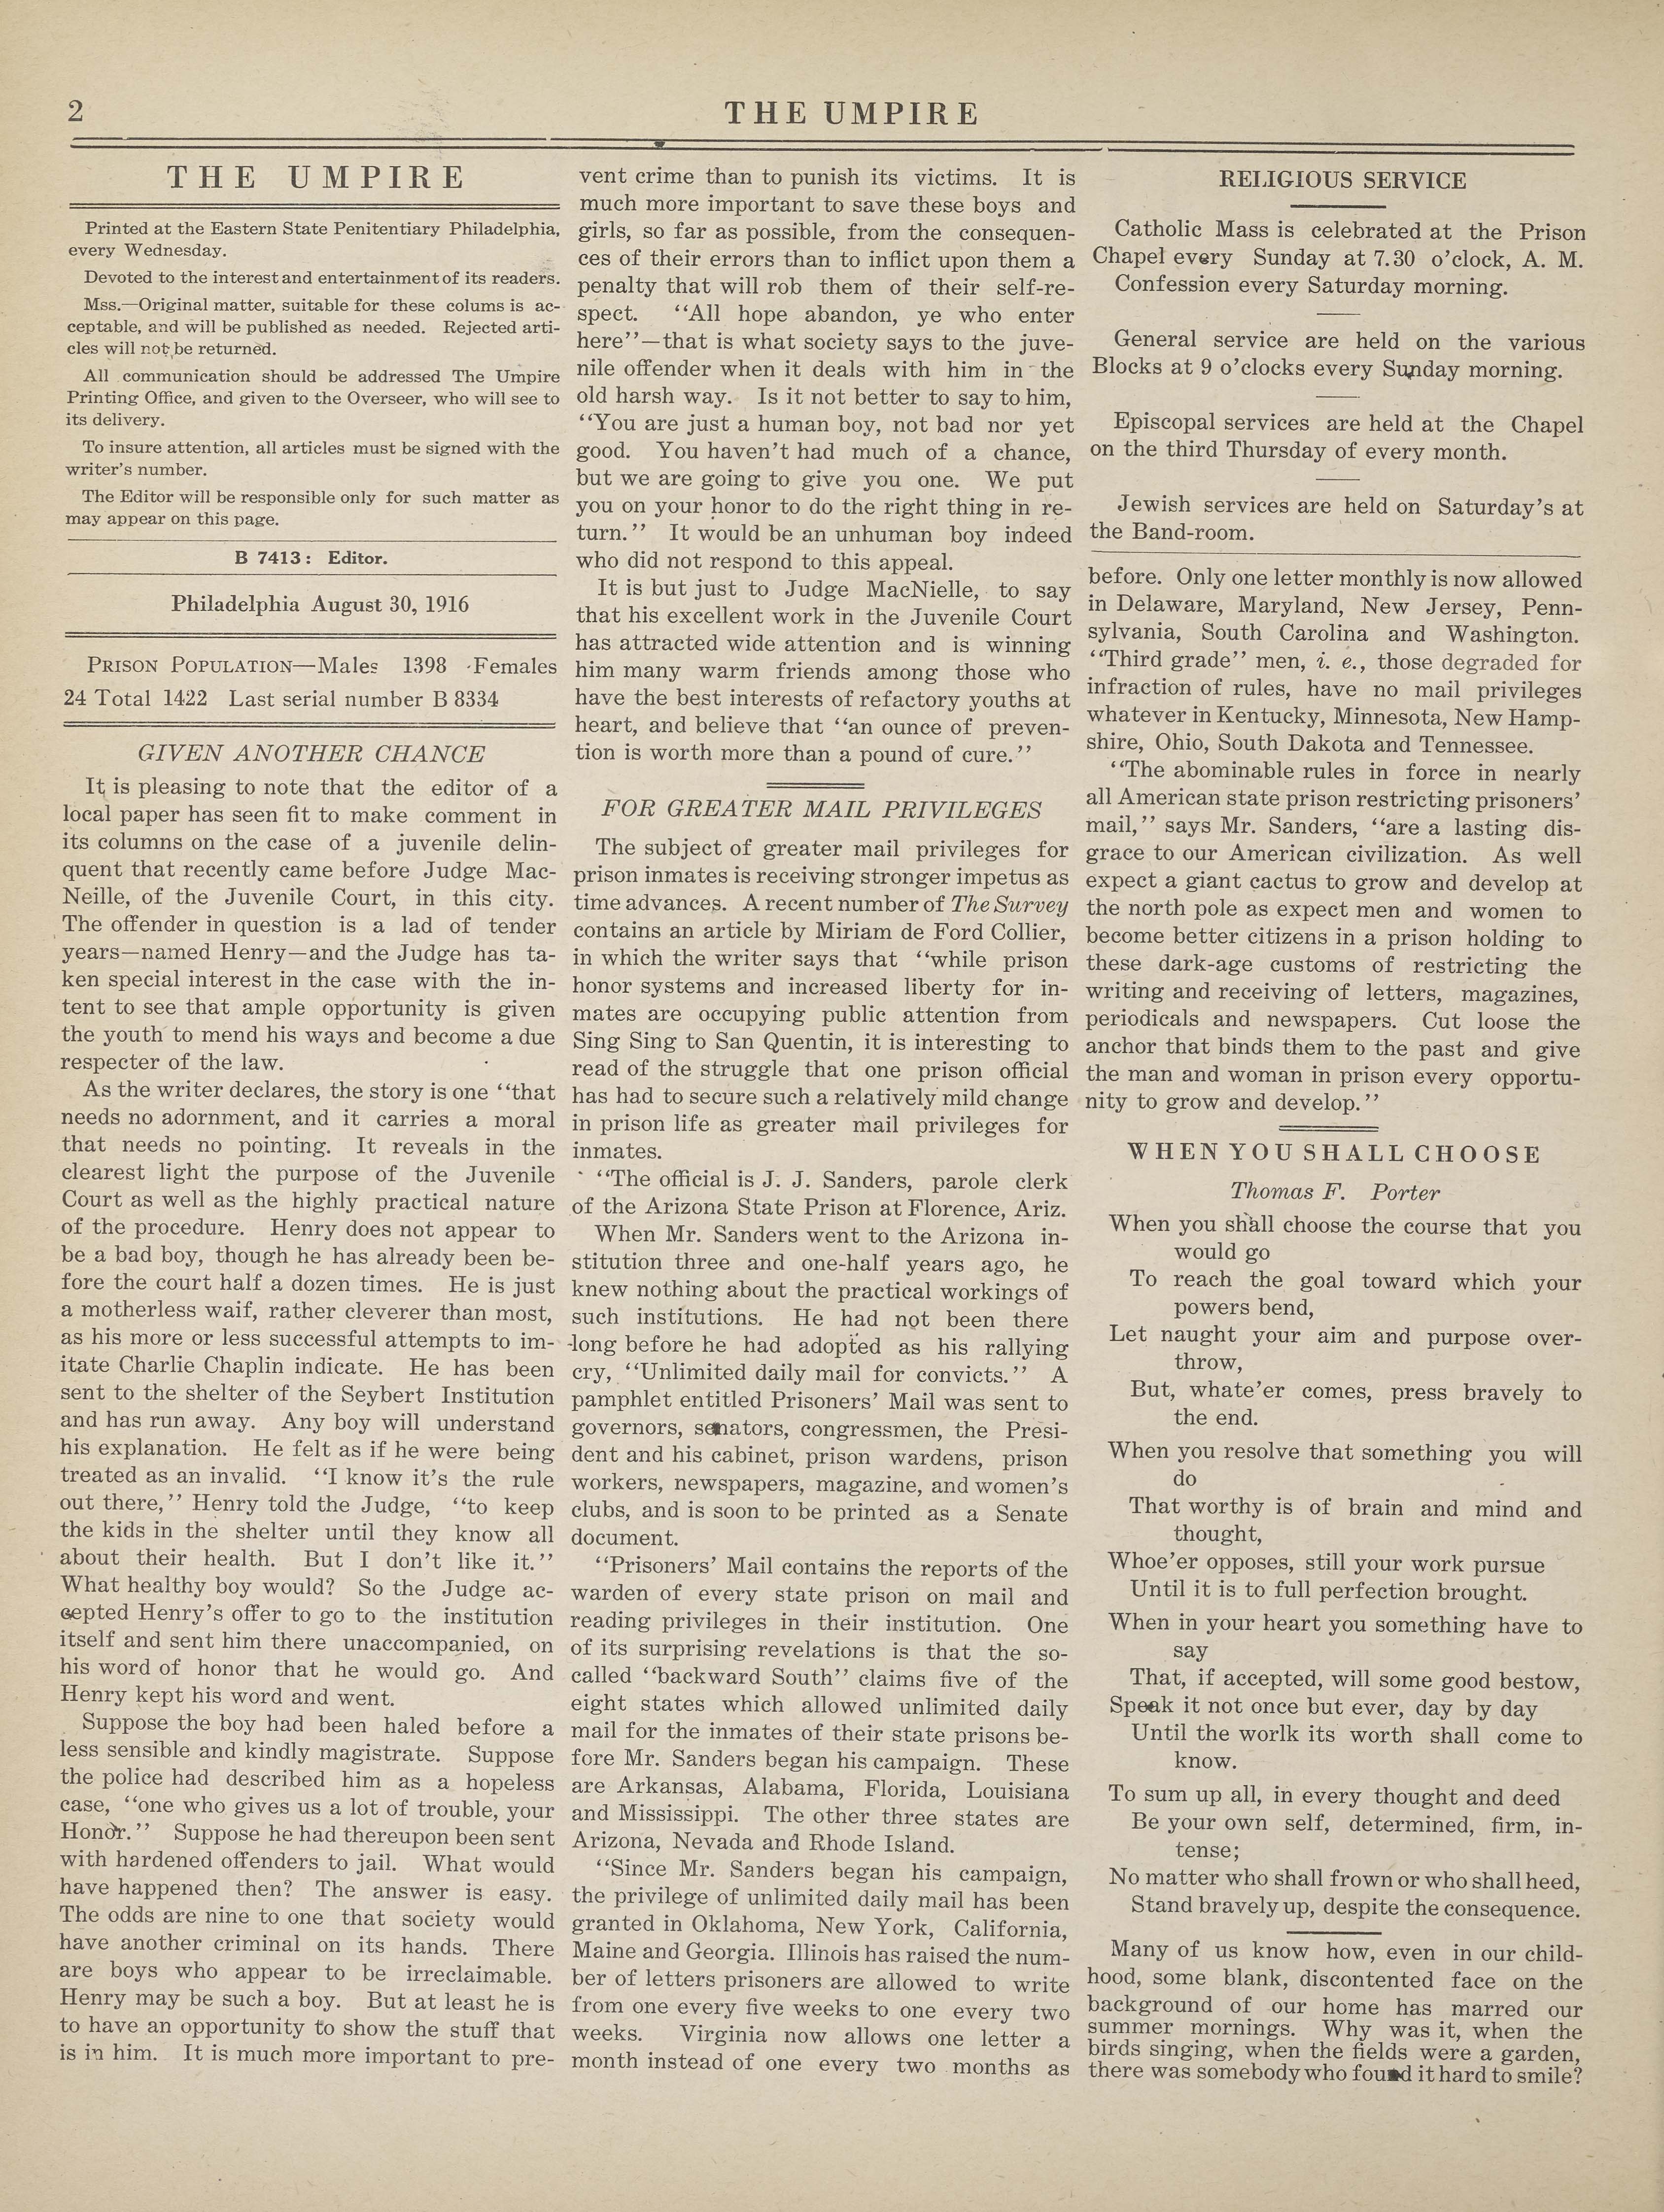 2
THE UMPIRE
THE UMPIRE
Printed at the Eastern State Penitentiary Philadelphia,
every Wednesday.
Devoted to the interest and entertainment of its readers.
Mss.—Original matter, suitable for these colums is ac-
ceptable, and will be published as needed. Rejected arti-
cles will not be returned.
All communication should be addressed The Umpire
Printing Office, and given to the Overseer, who will see to
its delivery.
To insure attention, all articles must be signed with the
writer's number.
The Editor will be responsible only for such matter as
may appear on this page.
B 7413: Editor.
Philadelphia August 30, 1916
PRISON POPULATION—Males 1398 Females
24 Total 1422 Last serial number B 8334
GIVEN ANOTHER CHANCE
It is pleasing to note that the editor of a
local paper has seen fit to make comment in
its columns on the case of a juvenile delin-
quent that recently came before Judge Mac-
Neille, of the Juvenile Court, in this city.
The offender in question is a lad of tender
years—named Henry—and the Judge has ta-
ken special interest in the case with the in-
tent to see that ample opportunity is given
the youth to mend his ways and become a due
respecter of the law.
As the writer declares, the story is one "that
needs no adornment, and it carries a moral
that needs no pointing. It reveals in the
clearest light the purpose of the Juvenile
Court as well as the highly practical nature
of the procedure. Henry does not appear to
be a bad boy, though he has already been be-
fore the court half a dozen times. He is just
a motherless waif, rather cleverer than most,
as his more or less successful attempts to im-
itate Charlie Chaplin indicate. He has been
sent to the shelter of the Seybert Institution
and has run away. Any boy will understand
his explanation. He felt as if he were being
treated as an invalid. "I know it's the rule
out there," Henry told the Judge, "to keep
the kids in the shelter until they know all
about their health. But I don't like it."
What healthy boy would? So the Judge ac-
cepted Henry's offer to go to the institution
itself and sent him there unaccompanied, on
his word of honor that he would go. And
Henry kept his word and went.
Suppose the boy had been haled before a
less sensible and kindly magistrate. Suppose
the police had described him as a hopeless
case, "one who gives us a lot of trouble, your
Honor." Suppose he had thereupon been sent
with hardened offenders to jail. What would
have happened then? The answer is easy.
The odds are nine to one that society would
have another criminal on its hands. There
are boys who appear to be irreclaimable.
Henry may be such a boy. But at least he is
to have an opportunity to show the stuff that
is in him. It is much more important to pre-
vent crime than to punish its victims. It is
much more important to save these boys and
girls, so far as possible, from the consequen-
ces of their errors than to inflict upon them a
penalty that will rob them of their self-re-
spect. "All hope abandon, ye who enter
here"—that is what society says to the juve-
nile offender when it deals with him in the
old harsh way. Is it not better to say to him,
"You are just a human boy, not bad nor yet
good. You haven't had much of a chance,
but we are going to give you one. We put
you on your honor to do the right thing in re-
turn." It would be an unhuman boy indeed
who did not respond to this appeal.
It is but just to Judge MacNielle, to say
that his excellent work in the Juvenile Court
has attracted wide attention and is winning
him many warm friends among those who
have the best interests of refactory youths at
heart, and believe that "an ounce of preven-
tion is worth more than a pound of cure."
FOR GREATER MAIL PRIVILEGES
The subject of greater mail privileges for
prison inmates is receiving stronger impetus as
time advances. A recent number of The Survey
contains an article by Miriam de Ford Collier,
in which the writer says that "while prison
honor systems and increased liberty for in-
mates are occupying public attention from
Sing Sing to San Quentin, it is interesting to
read of the struggle that one prison official
has had to secure such a relatively mild change
in prison life as greater mail privileges for
inmates.
"The official is J. J. Sanders, parole clerk
of the Arizona State Prison at Florence, Ariz.
When Mr. Sanders went to the Arizona in-
stitution three and one-half years ago, he
knew nothing about the practical workings of
such institutions. He had not been there
long before he had adopted as his rallying
cry, "Unlimited daily mail for convicts." A
pamphlet entitled Prisoners' Mail was sent to
governors, senators, congressmen, the Presi-
dent and his cabinet, prison wardens, prison
workers, newspapers, magazine, and women's
clubs, and is soon to be printed as a Senate
document.
"Prisoners' Mail contains the reports of the
warden of every state prison on mail and
reading privileges in their institution. One
of its surprising revelations is that the so-
called "backward South" claims five of the
eight states which allowed unlimited daily
mail for the inmates of their state prisons be-
fore Mr. Sanders began his campaign. These
are Arkansas, Alabama, Florida, Louisiana
and Mississippi. The other three states are
Arizona, Nevada and Rhode Island.
"Since Mr. Sanders began his campaign,
the privilege of unlimited daily mail has been
granted in Oklahoma, New York, California,
Maine and Georgia. Illinois has raised the num-
ber of letters prisoners are allowed to write
from one every five weeks to one every two
weeks. Virginia now allows one letter a
month instead of one every two months as
RELIGIOUS SERVICE
Catholic Mass is celebrated at the Prison
Chapel every Sunday at 7.30 o'clock, A. M.
Confession every Saturday morning.
General service are held on the various
Blocks at 9 o'clocks every Sunday morning.
Episcopal services are held at the Chapel
on the third Thursday of every month.
Jewish services are held on Saturday's at
the Band-room.
before. Only one letter monthly is now allowed
in Delaware, Maryland, New Jersey, Penn-
sylvania, South Carolina and Washington.
"Third grade" men, i. e., those degraded for
infraction of rules, have no mail privileges
whatever in Kentucky, Minnesota, New Hamp-
shire, Ohio, South Dakota and Tennessee.
"The abominable rules in force in nearly
all American state prison restricting prisoners'
mail," says Mr. Sanders, "are a lasting dis-
grace to our American civilization. As well
expect a giant cactus to grow and develop at
the north pole as expect men and women to
become better citizens in a prison holding to
these dark-age customs of restricting the
writing and receiving of letters, magazines,
periodicals and newspapers. Cut loose the
anchor that binds them to the past and give
the man and woman in prison every opportu-
nity to grow and develop."
WHEN YOU SHALL CHOOSE
Thomas F. Porter
When you shall choose the course that you
would go
To reach the goal toward which your
powers bend,
Let naught your aim and purpose over-
throw,
But, whate'er comes, press bravely to
the end.
When you resolve that something you will
do
That worthy is of brain and mind and
thought,
Whoe'er opposes, still your work pursue
Until it is to full perfection brought.
When in your heart you something have to
say
That, if accepted, will some good bestow,
Speak it not once but ever, day by day
Until the worlk its worth shall come to
know.
To sum up all, in every thought and deed
Be your own self, determined, firm, in-
tense;
No matter who shall frown or who shall heed,
Stand bravely up, despite the consequence.
Many of us know how, even in our child-
hood, some blank, discontented face on the
background of our home has marred our
summer mornings. Why was it, when the
birds singing, when the fields were a garden,
there was somebody who found it hard to smile?